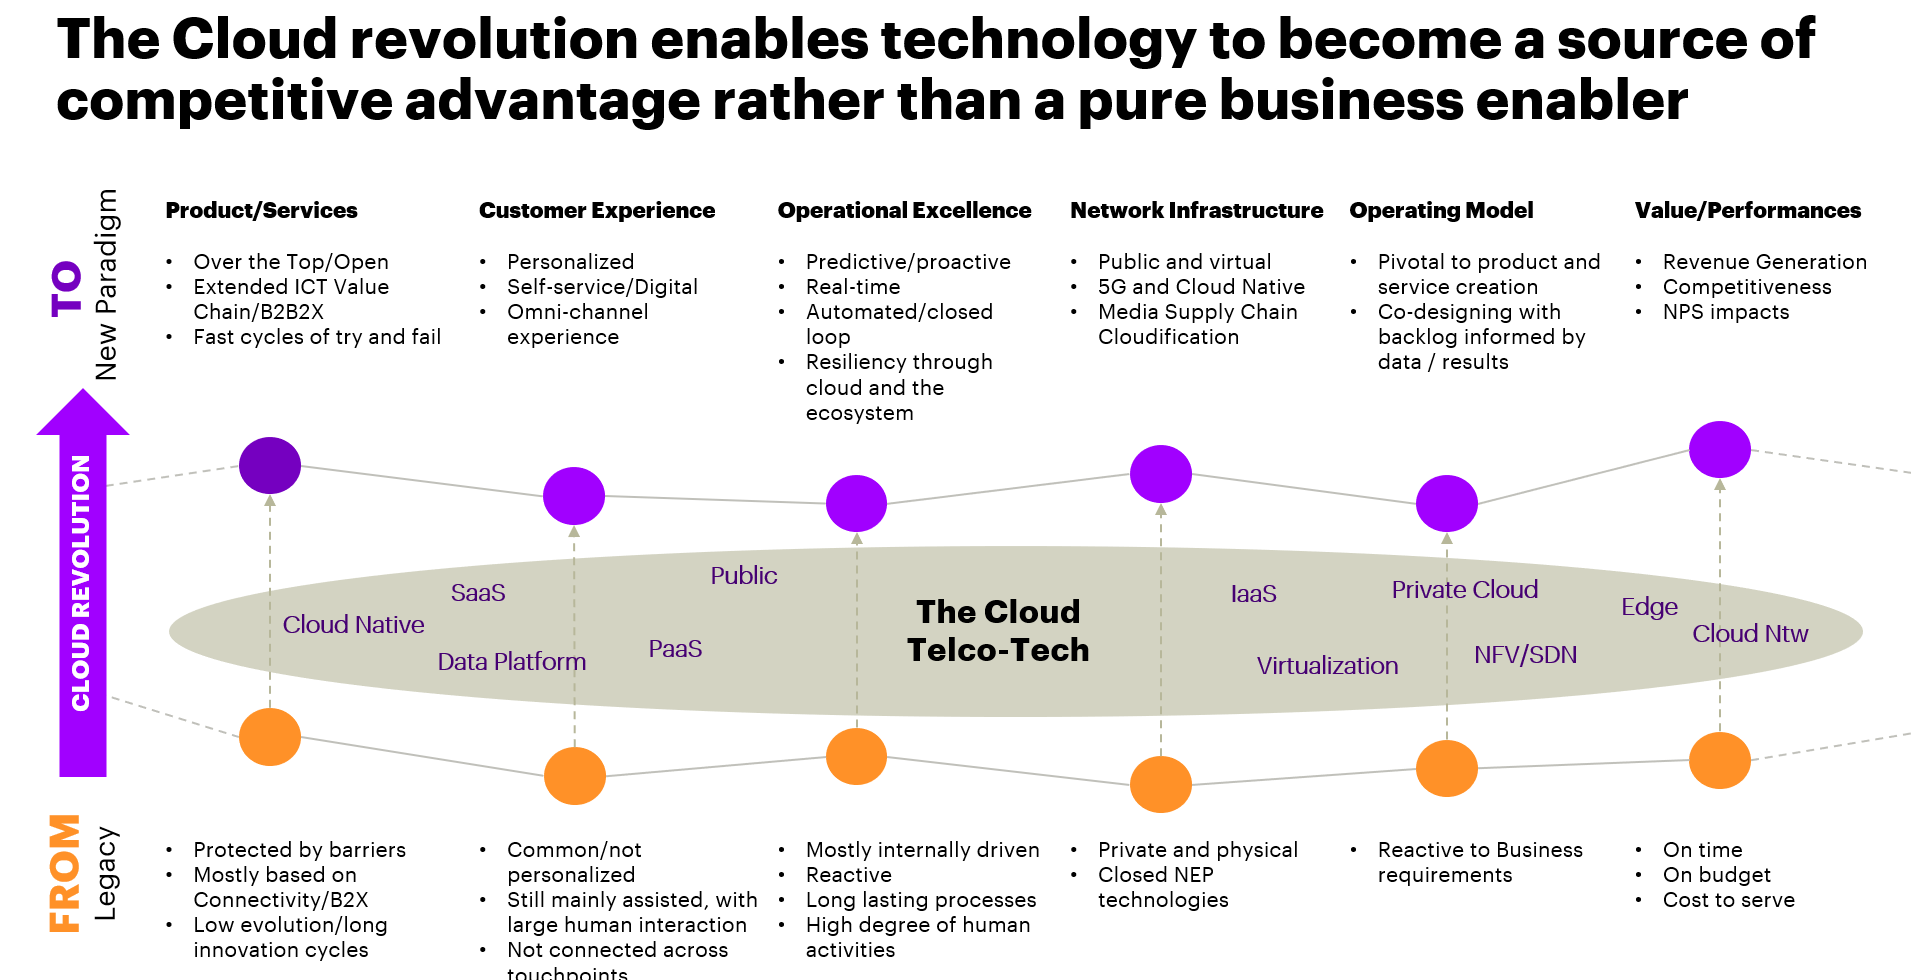 The Cloud revolution enables technology to become a source of
competitive advantage rather than a pure business enabler
TO
New Paradigm
Product/Services
• Over the Top/Open
• Extended ICT Value
Chain/B2B2X
• Fast cycles of try and fail
Customer Experience
• Personalized
• Self-service/Digital
• Omni-channel
experience
Operational Excellence
• Predictive/proactive
• Real-time
• Automated/closed
loop
• Resiliency through
cloud and the
ecosystem
Network Infrastructure
• Public and virtual
• 5G and Cloud Native
• Media Supply Chain
Cloudification
Operating Model
• Pivotal to product and
service creation
• Co-designing with
backlog informed by
data / results
Value/Performances
• Revenue Generation
• Competitiveness
• NPS impacts
CLOUD REVOLUTION
SaaS
Public
Cloud Native
Data Platform
PaaS
The Cloud
Telco-Tech
IaaS
Private Cloud
Edge
Cloud Ntw
Virtualization
NFV/SDN
FROM
Legacy
• Protected by barriers
• Mostly based on
Connectivity/B2X
• Low evolution/long
innovation cycles
• Common/not
personalized
• Still mainly assisted, with
large human interaction
• Not connected across
touchpoints
• Mostly internally driven
• Reactive
• Long lasting processes
• High degree of human
activities
• Private and physical
• Closed NEP
technologies
• Reactive to Business
requirements
• On time
• On budget
• Cost to serve